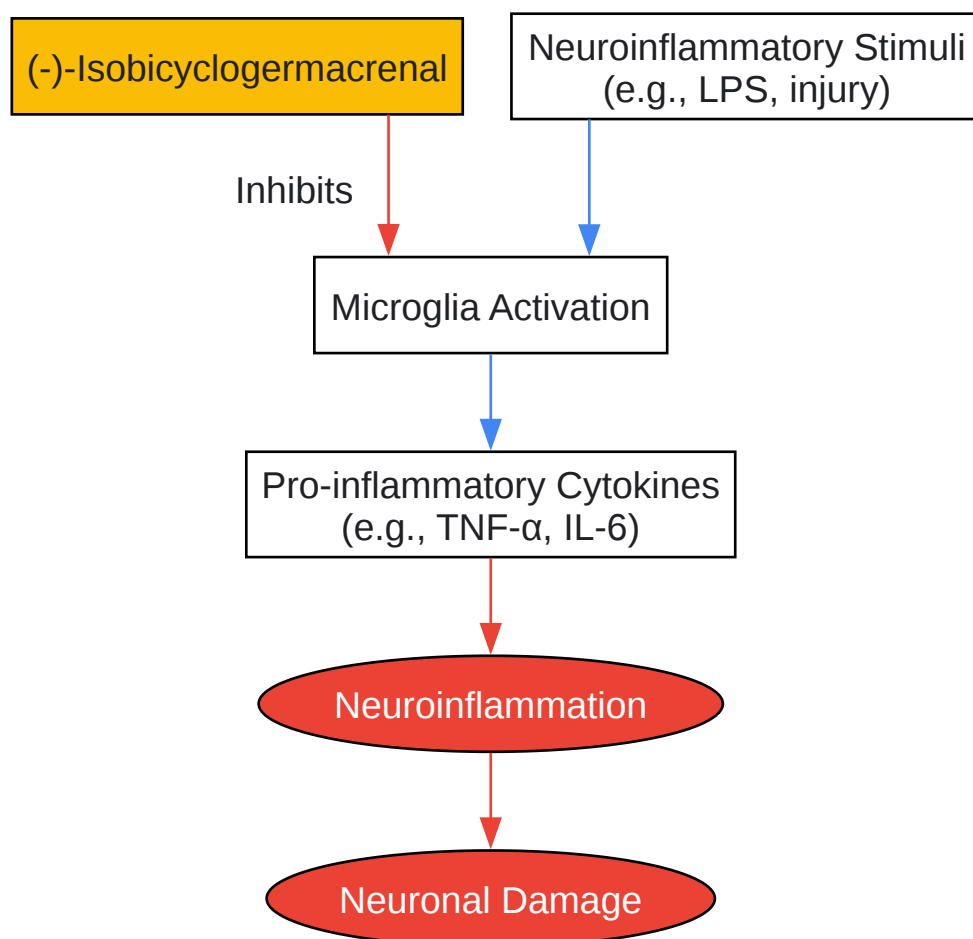 (-)-Isobicyclogermacrenal
Neuroinflammatory Stimuli
(e.g., LPS, injury)
Inhibits
Microglia Activation
Pro-inflammatory Cytokines
(e.g., TNF-α, IL-6)
Neuroinflammation
Neuronal Damage